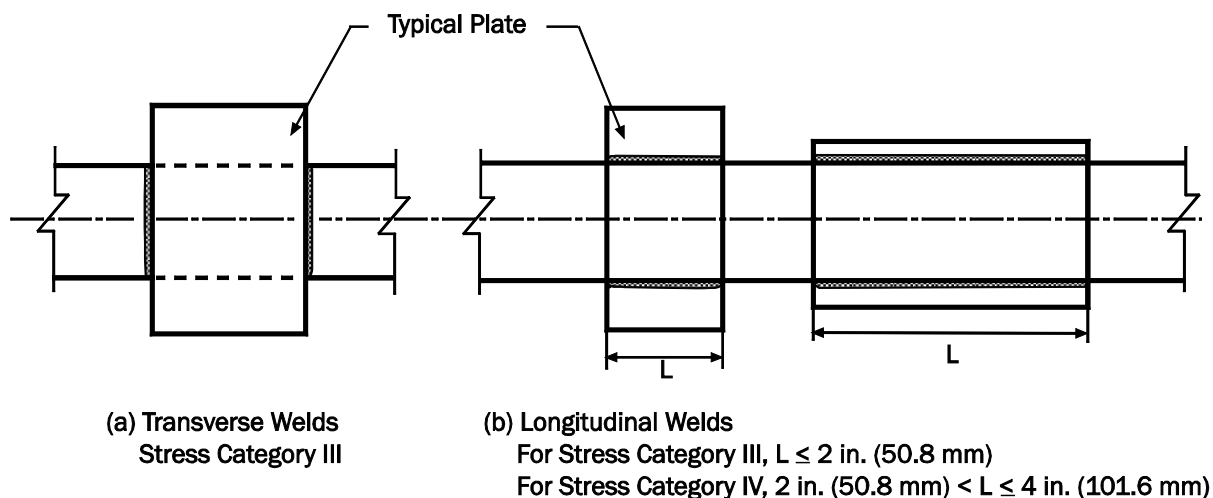 Typical Plate
L
L
(a) Transverse Welds
Stress Category III
(b) Longitudinal Welds
For Stress Category III, L ≤ 2 in. (50.8 mm)
For Stress Category IV, 2 in. (50.8 mm) < L ≤ 4 in. (101.6 mm)